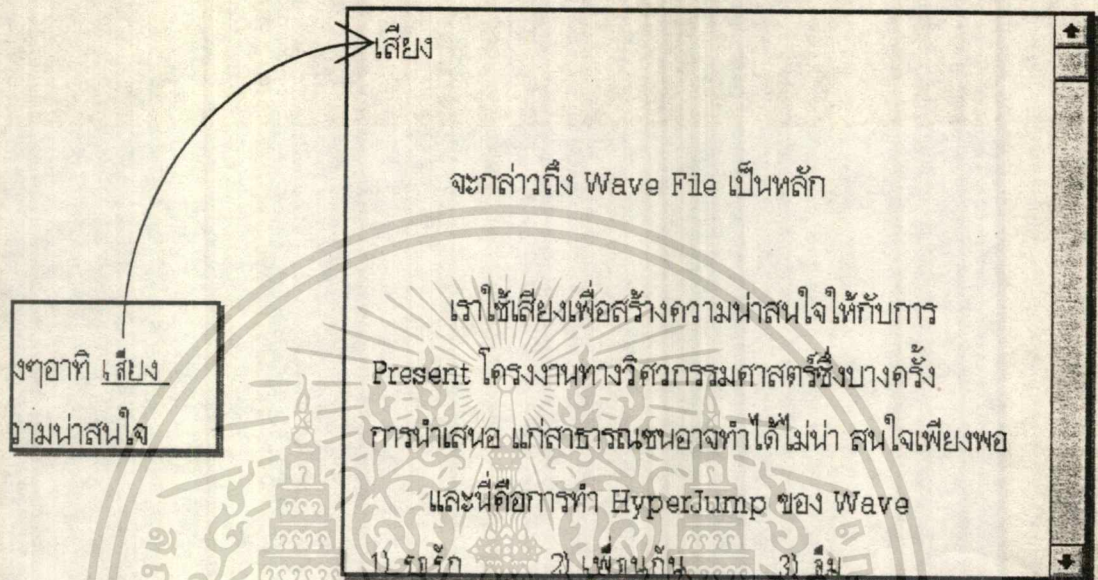 เสียง
จะกล่าวถึง Wave File เป็นหลัก
เราใช้เสียงเพื่อสร้างความน่าสนใจให้กับการ
Present โครงงานทางวิศวกรรมศาสตร์ซึ่งบางครั้ง
การนำเสนอ แก่สาธารณชนอาจทำได้ไม่น่า สนใจเพียงพอ
และนี่คือการทำ HyperJump ของ Wave
1) รอรัก 2) เพื่อนกัน 3) จูบ
งๆอาทิ เสียง
วามน่าสนใจ